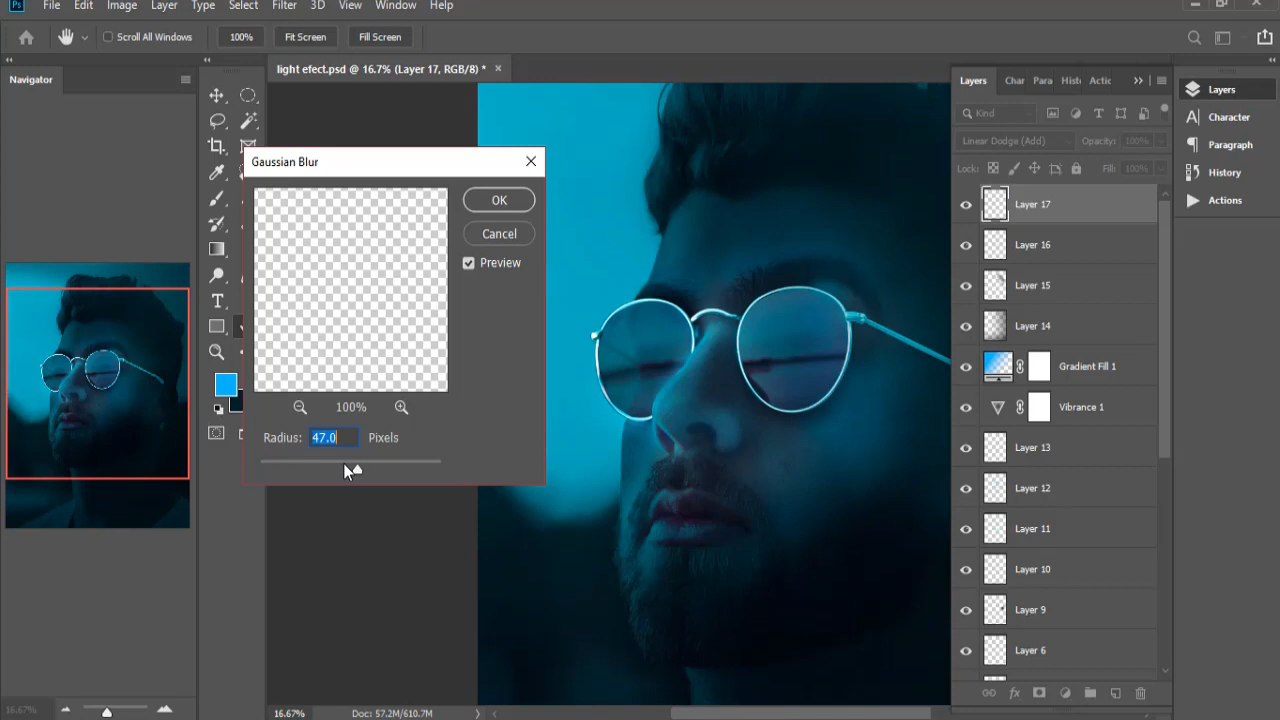 Ps File Edit Image Layer Type Select Filter 3D View Window Help
Scroll All Windows 100% Fit Screen Fill Screen
Navigator
light efect.psd @ 16.7% (Layer 17, RGB/8) *
Layers Char Para Hist Actic
Kind
Linear Dodge (Add) Opacity: 100%
Lock: Fill: 100%
Layer 17
Layer 16
Layer 15
Layer 14
Gradient Fill 1
Vibrance 1
Layer 13
Layer 12
Layer 11
Layer 10
Layer 9
Layer 6
Layers
Character
Paragraph
History
Actions
Gaussian Blur
OK
Cancel
Preview
100%
Radius: 47.0 Pixels
16.67%
16.67% Doc: 57.2M/610.7M